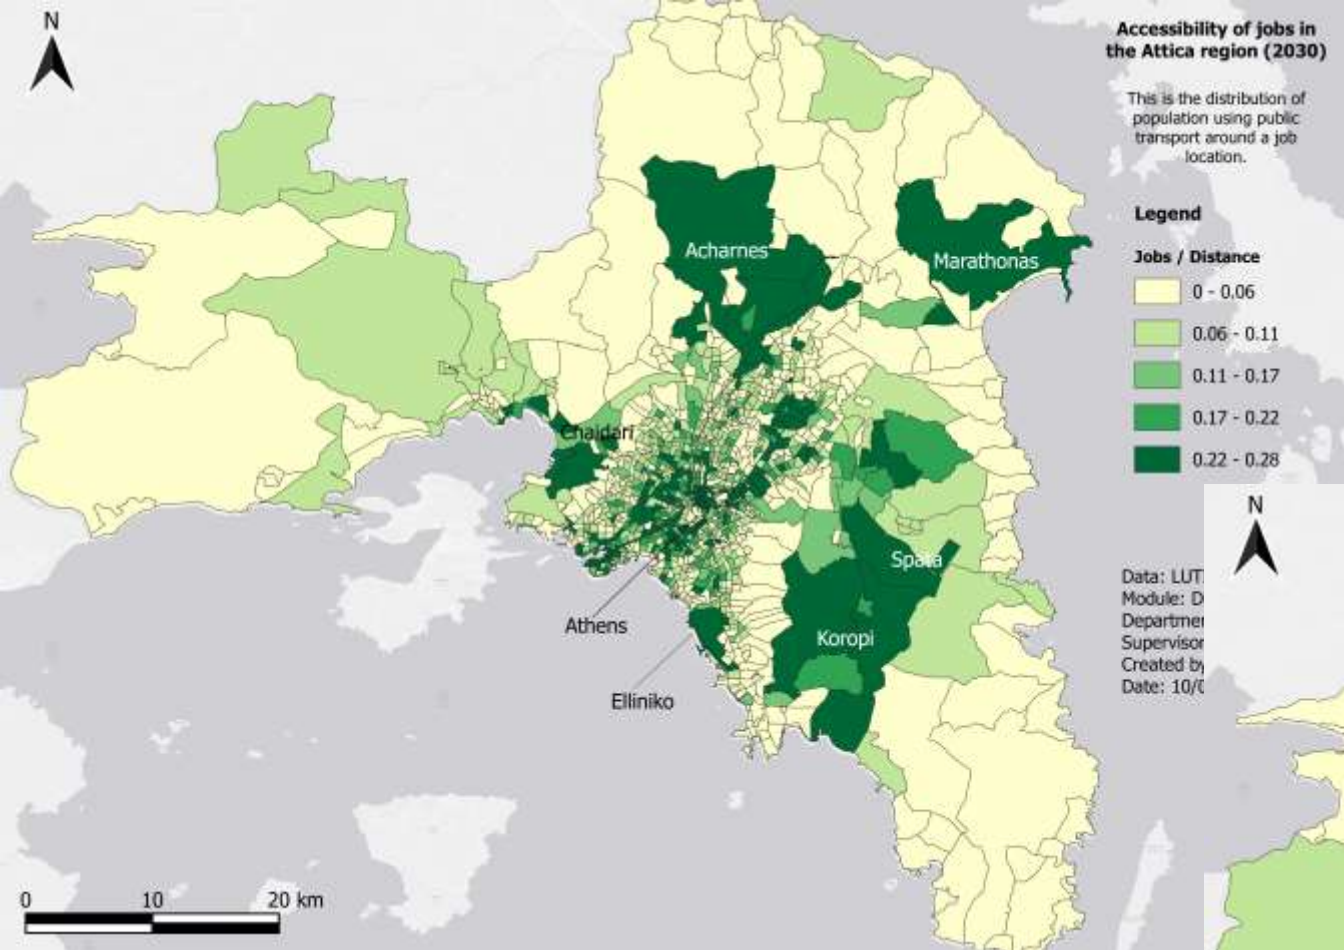 N
Accessibility of jobs in
the Attica region (2030)
This is the distribution of
population using public
transport around a job
location.
Legend
Jobs / Distance
0 - 0.06
0.06 - 0.11
0.11 - 0.17
0.17 - 0.22
0.22 - 0.28
Acharnes
Marathonas
Chaidari
Spata
Koropi
Athens
Elliniko
N
Data: LUT
Module: D
Departmen
Supervisor
Created by
Date: 10/0
0 10 20 km